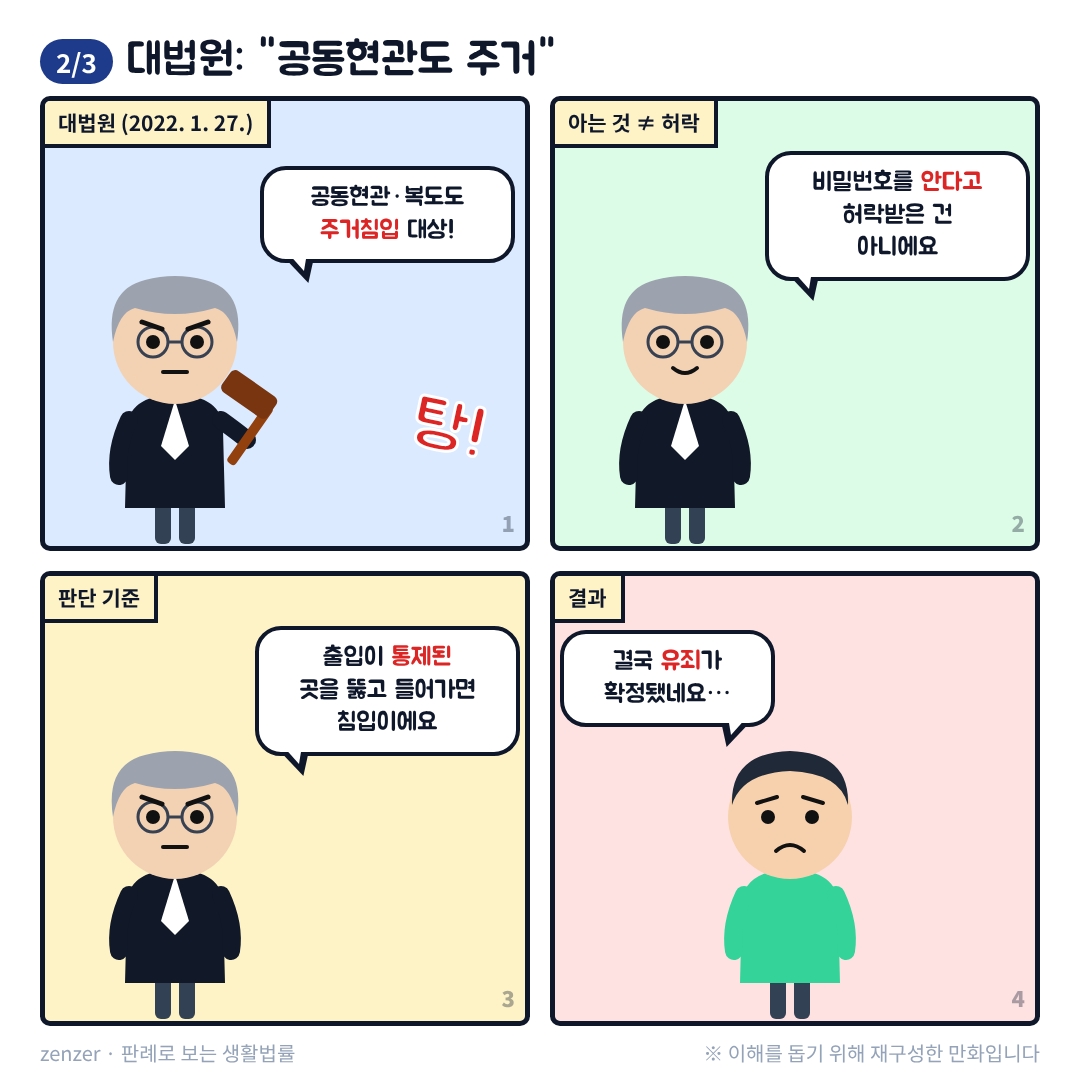 2/3 대법원: "공동현관도 주거"
대법원 (2022. 1. 27.)
공동현관·복도도
주거침입 대상!
탕!
1
아는 것 ≠ 허락
비밀번호를 안다고
허락받은 건
아니에요
2
판단 기준
출입이 통제된
곳을 뚫고 들어가면
침입이에요
3
결과
결국 유죄가
확정됐네요…
4
zenzer · 판례로 보는 생활법률
※ 이해를 돕기 위해 재구성한 만화입니다